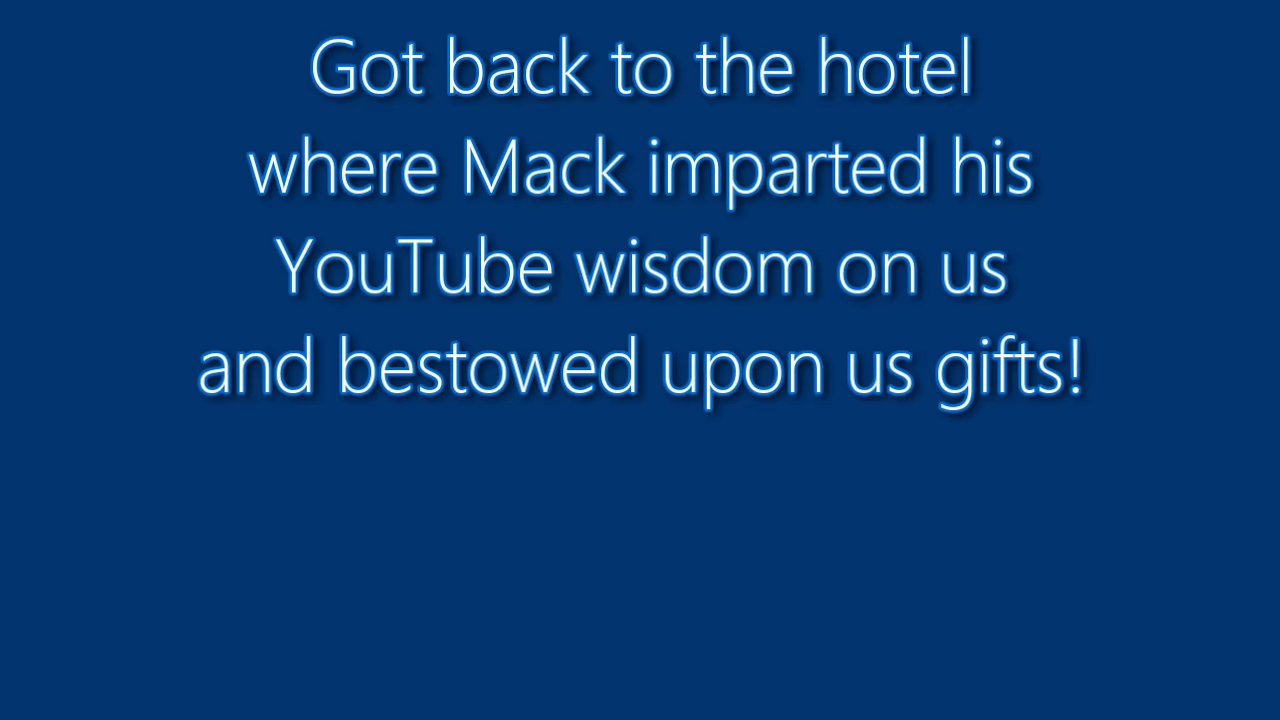 Got back to the hotel
where Mack imparted his
YouTube wisdom on us
and bestowed upon us gifts!